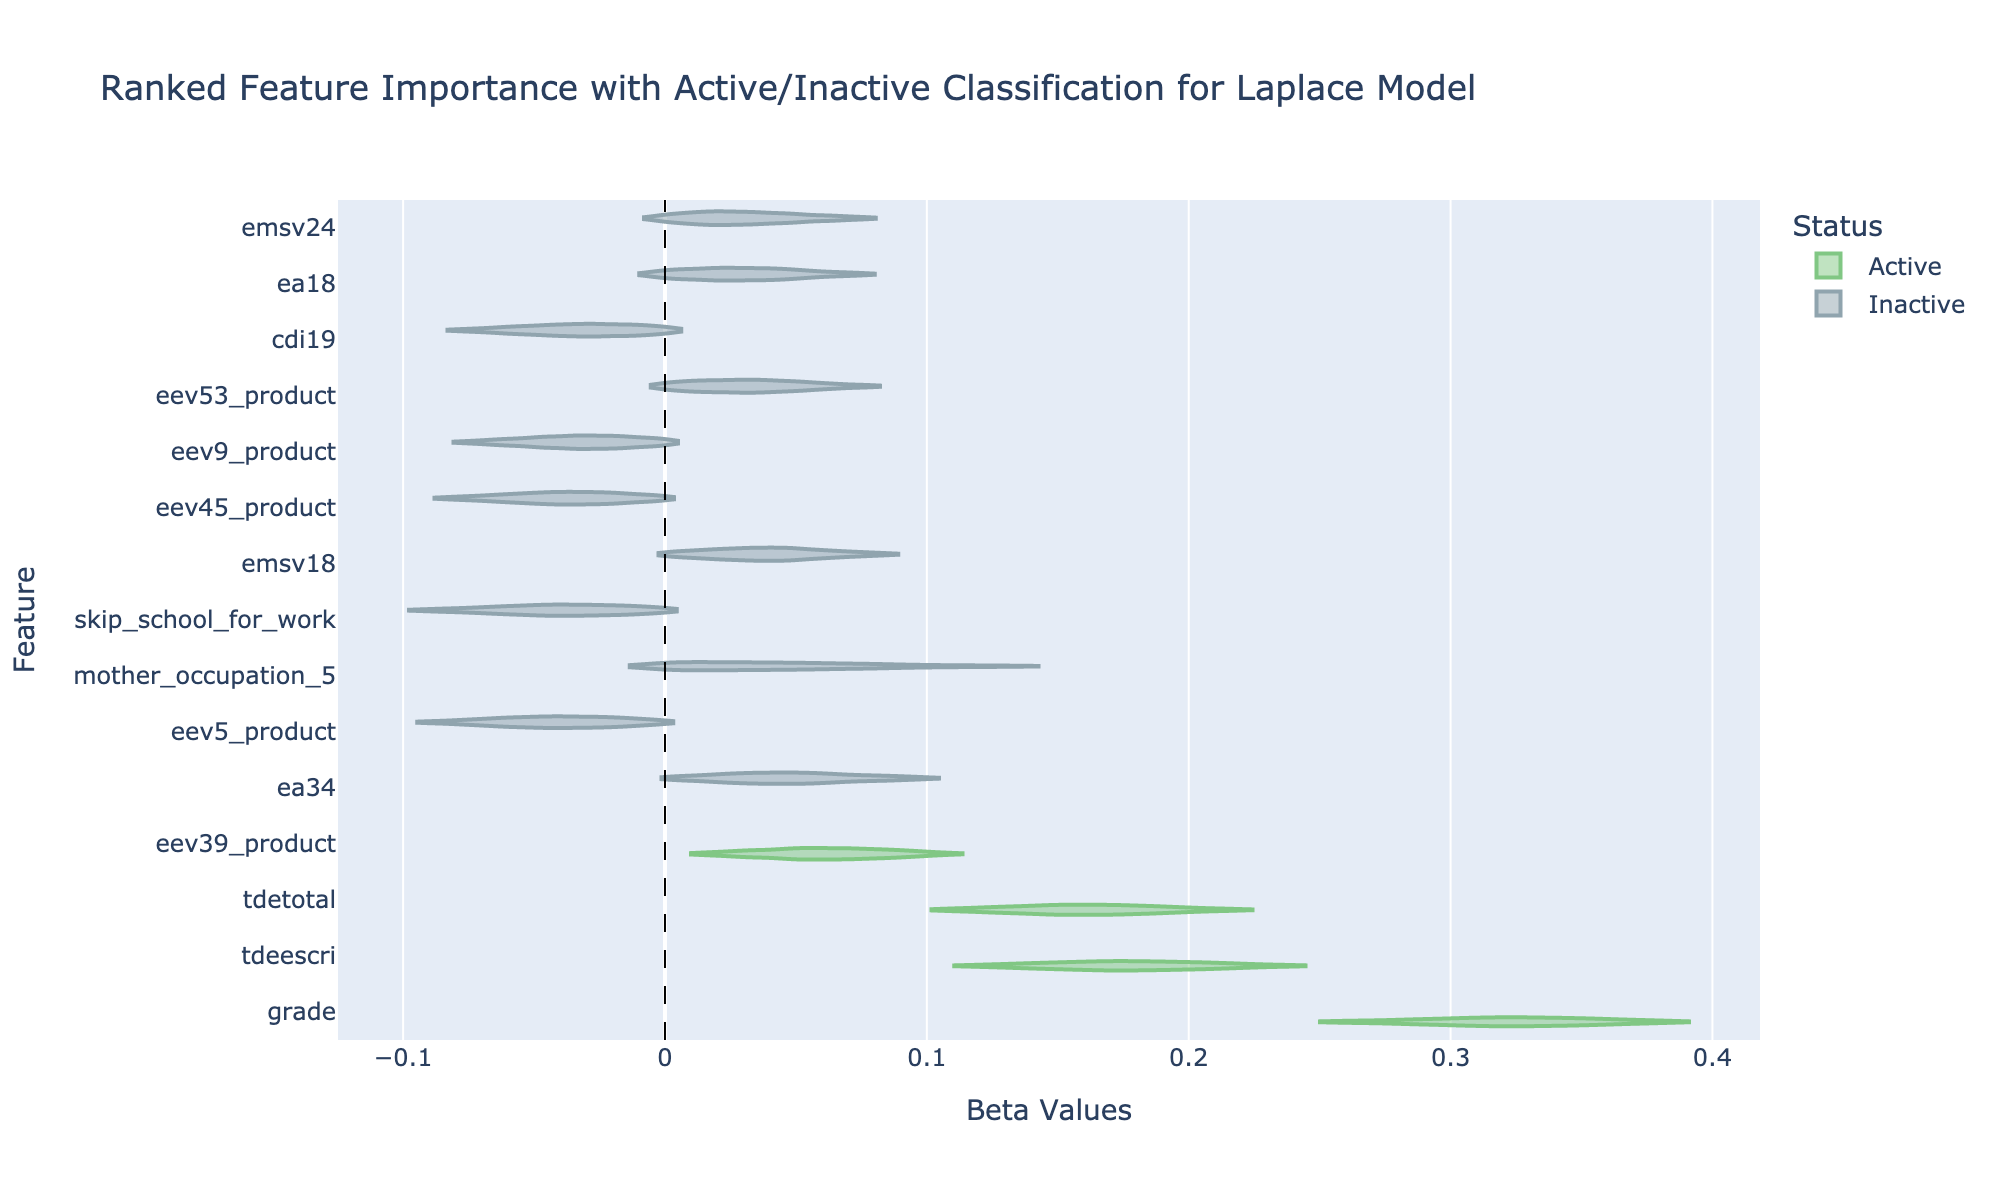 Ranked Feature Importance with Active/Inactive Classification for Laplace Model
Status
Active
Inactive
Feature
emsv24
ea18
cdi19
eev53_product
eev9_product
eev45_product
emsv18
skip_school_for_work
mother_occupation_5
eev5_product
ea34
eev39_product
tdetotal
tdeescri
grade
−0.1 0 0.1 0.2 0.3 0.4
Beta Values